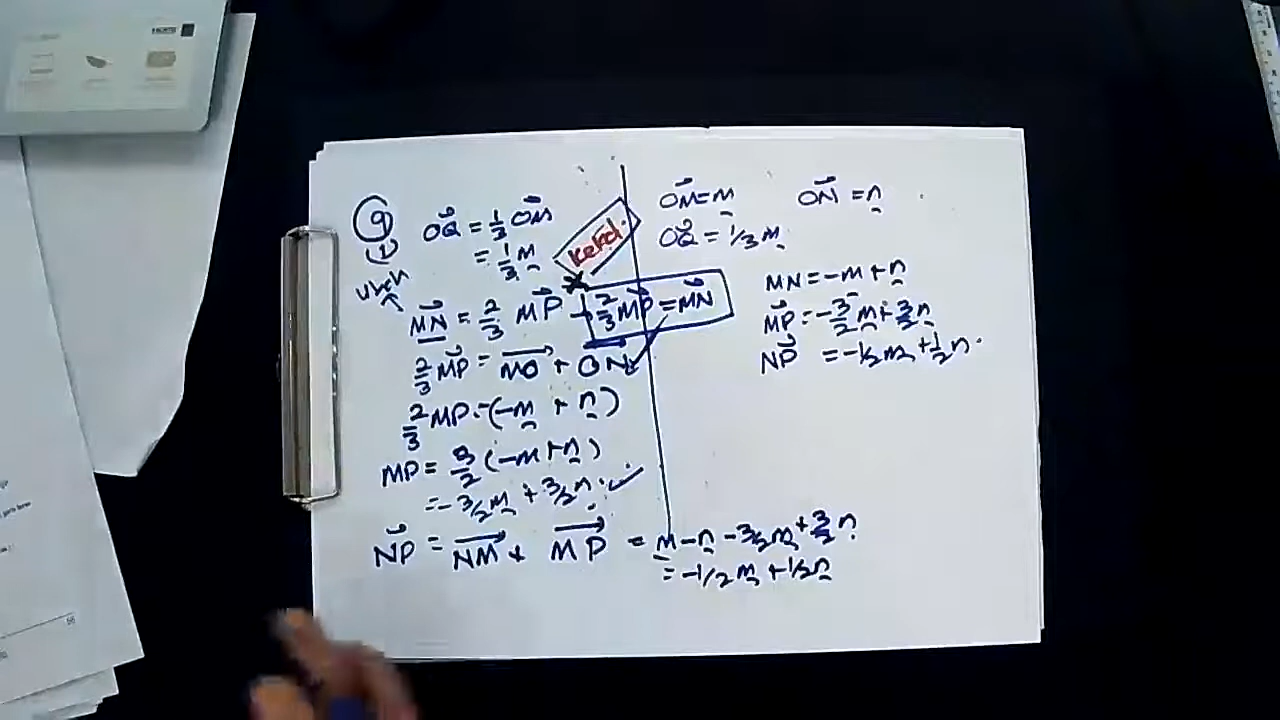 9
OQ = 1/3 OM
= 1/3 m
MN = 2/3 MP → 2/3 MP = MN
2/3 MP = MO + ON
2/3 MP = (-m + n)
MP = 3/2 (-m + n)
= -3/2 m + 3/2 n
NP = NM + MP = m - n - 3/2 m + 3/2 n
= -1/2 m + 1/2 n
OM = m ON = n
OQ = 1/3 m
MN = -m + n
MP = -3/2 m + 3/2 n
NP = -1/2 m + 1/2 n.